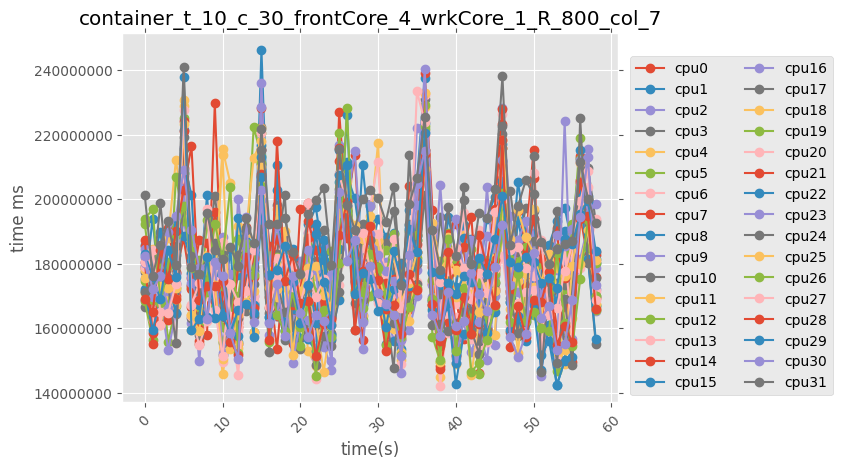 container_t_10_c_30_frontCore_4_wrkCore_1_R_800_col_7
time ms
240000000
220000000
200000000
180000000
160000000
140000000
0
10
20
30
40
50
60
time(s)
cpu0
cpu1
cpu2
cpu3
cpu4
cpu5
cpu6
cpu7
cpu8
cpu9
cpu10
cpu11
cpu12
cpu13
cpu14
cpu15
cpu16
cpu17
cpu18
cpu19
cpu20
cpu21
cpu22
cpu23
cpu24
cpu25
cpu26
cpu27
cpu28
cpu29
cpu30
cpu31